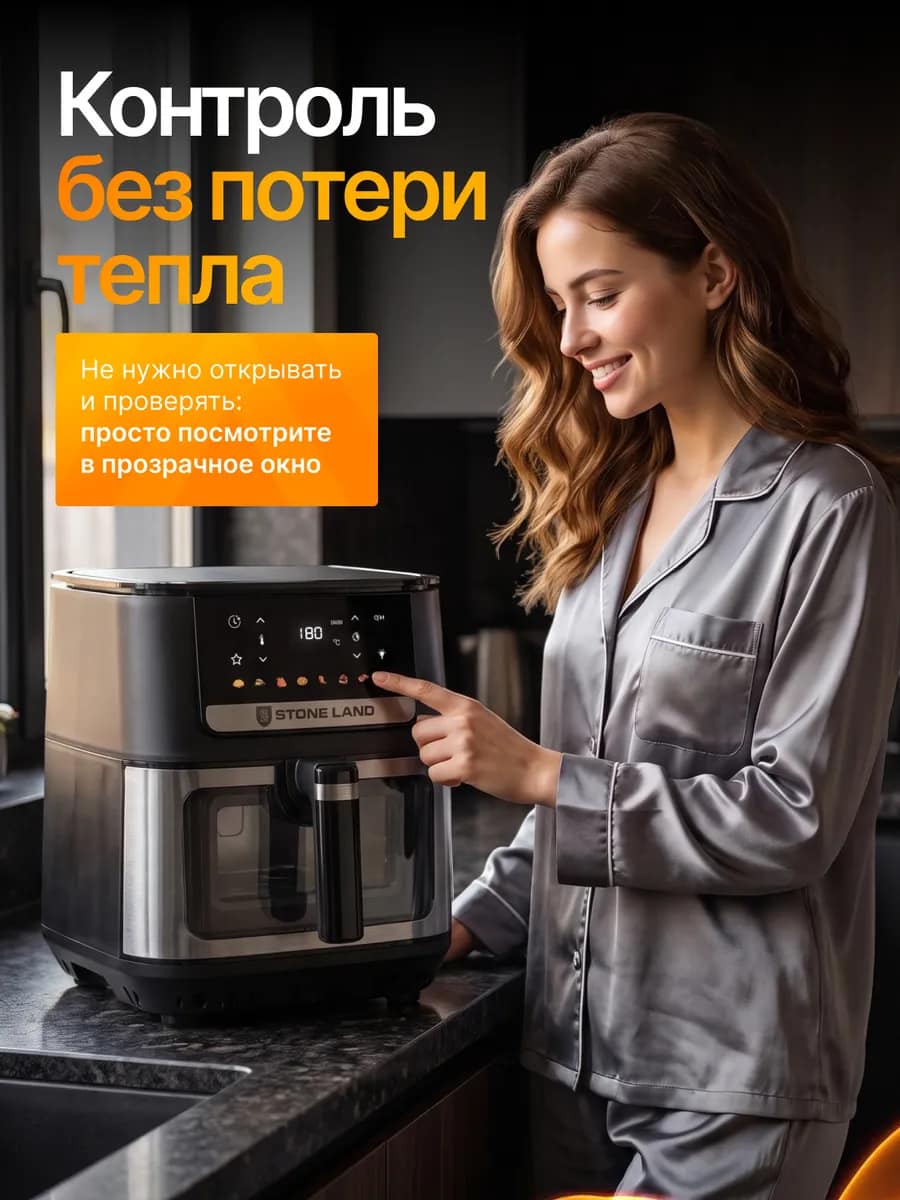 Контроль
без потери
тепла
Не нужно открывать
и проверять:
просто посмотрите
в прозрачное окно
180
°C
STONE LAND